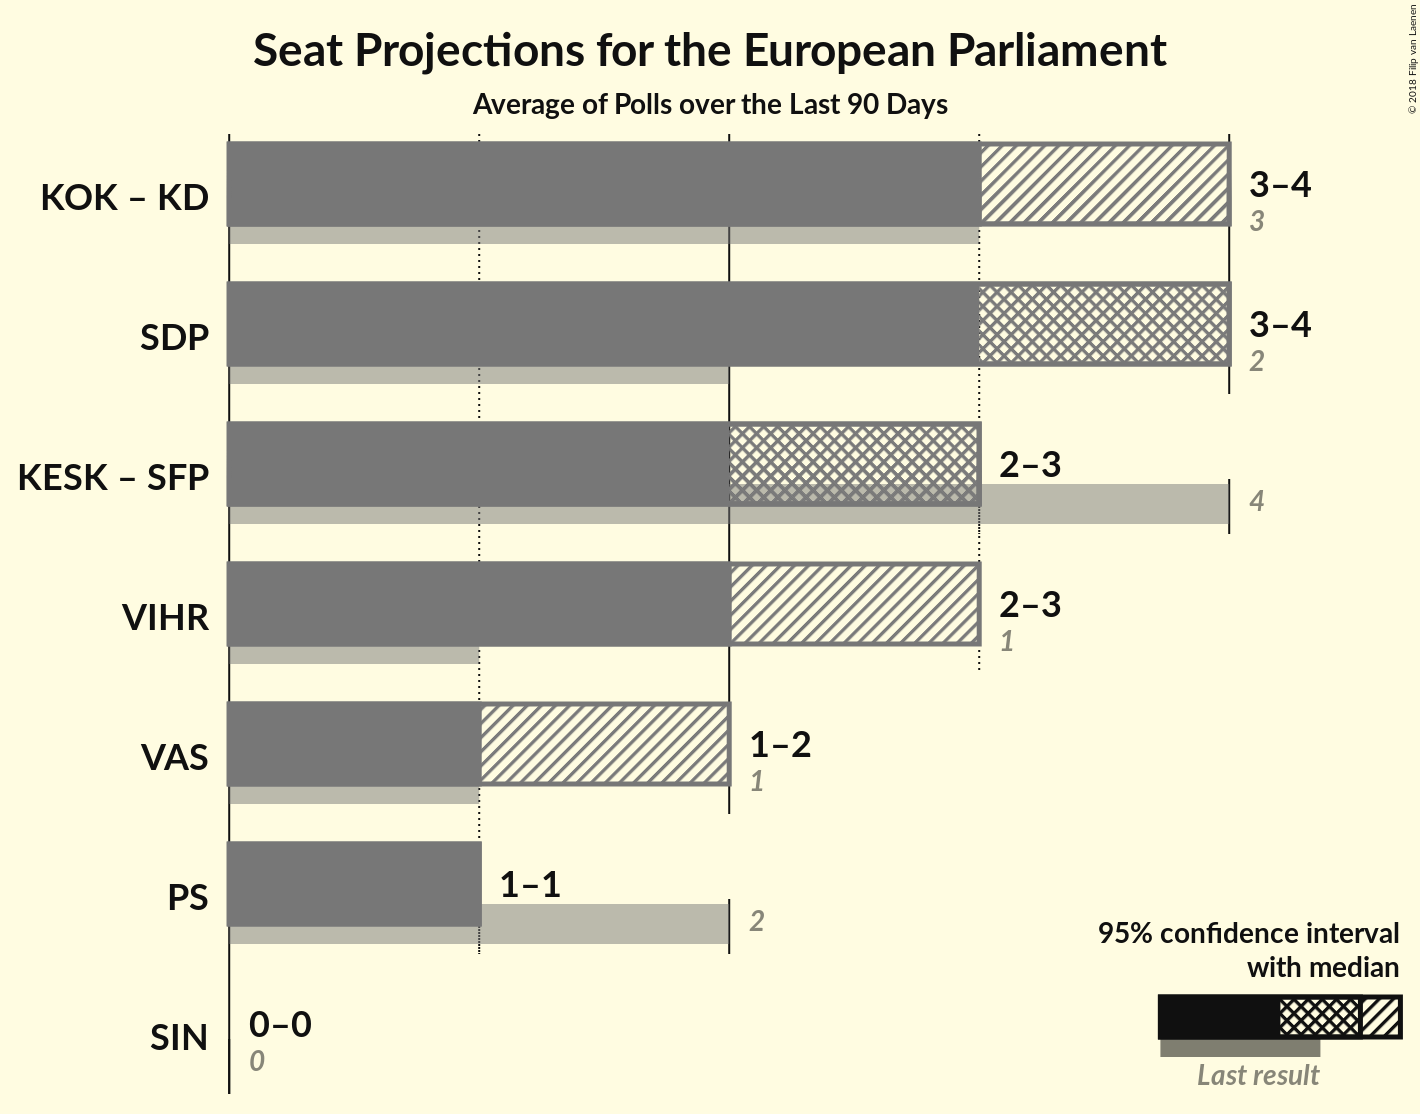 Seat Projections for the European Parliament
Average of Polls over the Last 90 Days
© 2018 Filip van Laenen
KOK – KD
3–4
3
SDP
3–4
2
KESK – SFP
2–3
4
VIHR
2–3
1
VAS
1–2
1
PS
1–1
2
SIN
0–0
0
95% confidence interval
with median
Last result